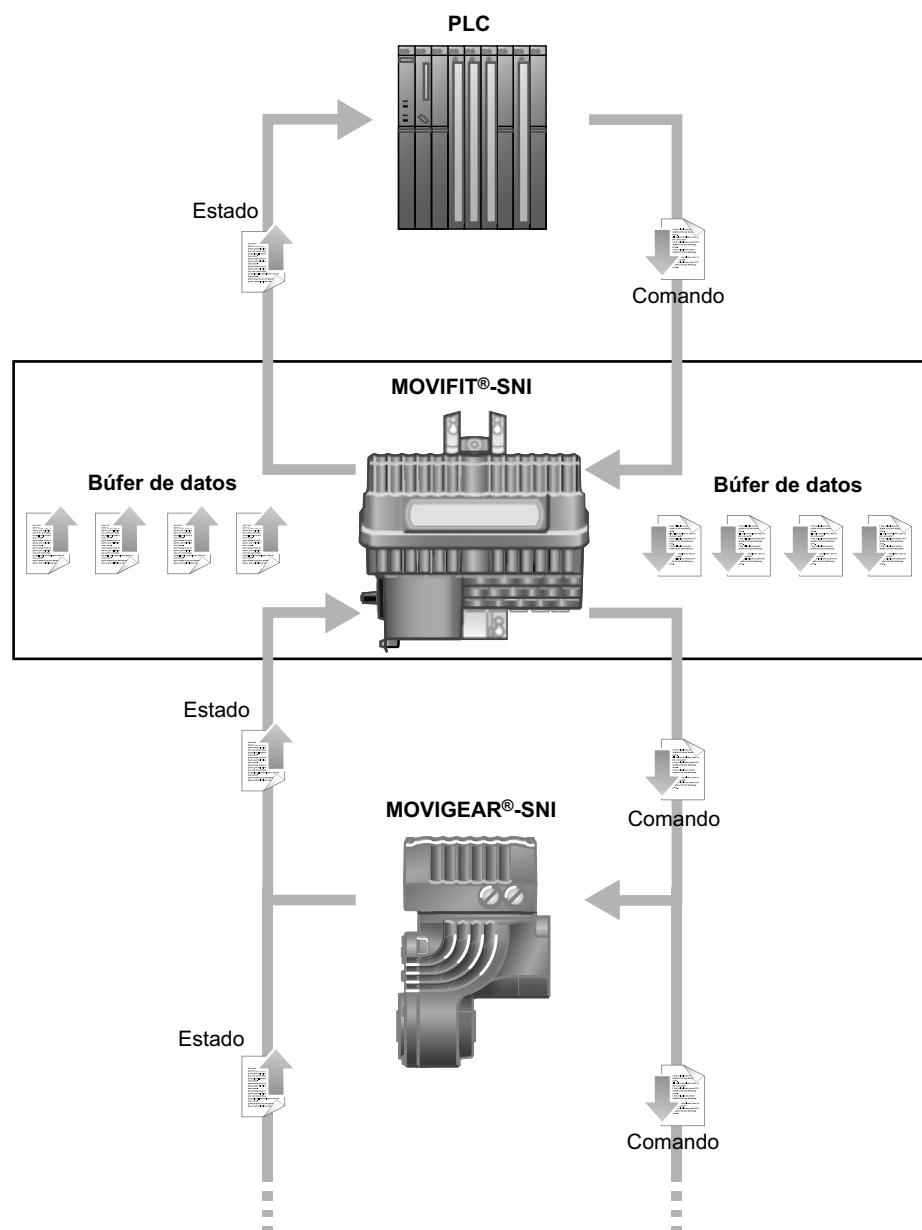 PLC
Estado
Comando
MOVIFIT®-SNI
Búfer de datos
Búfer de datos
Estado
Comando
MOVIGEAR®-SNI
Estado
Comando